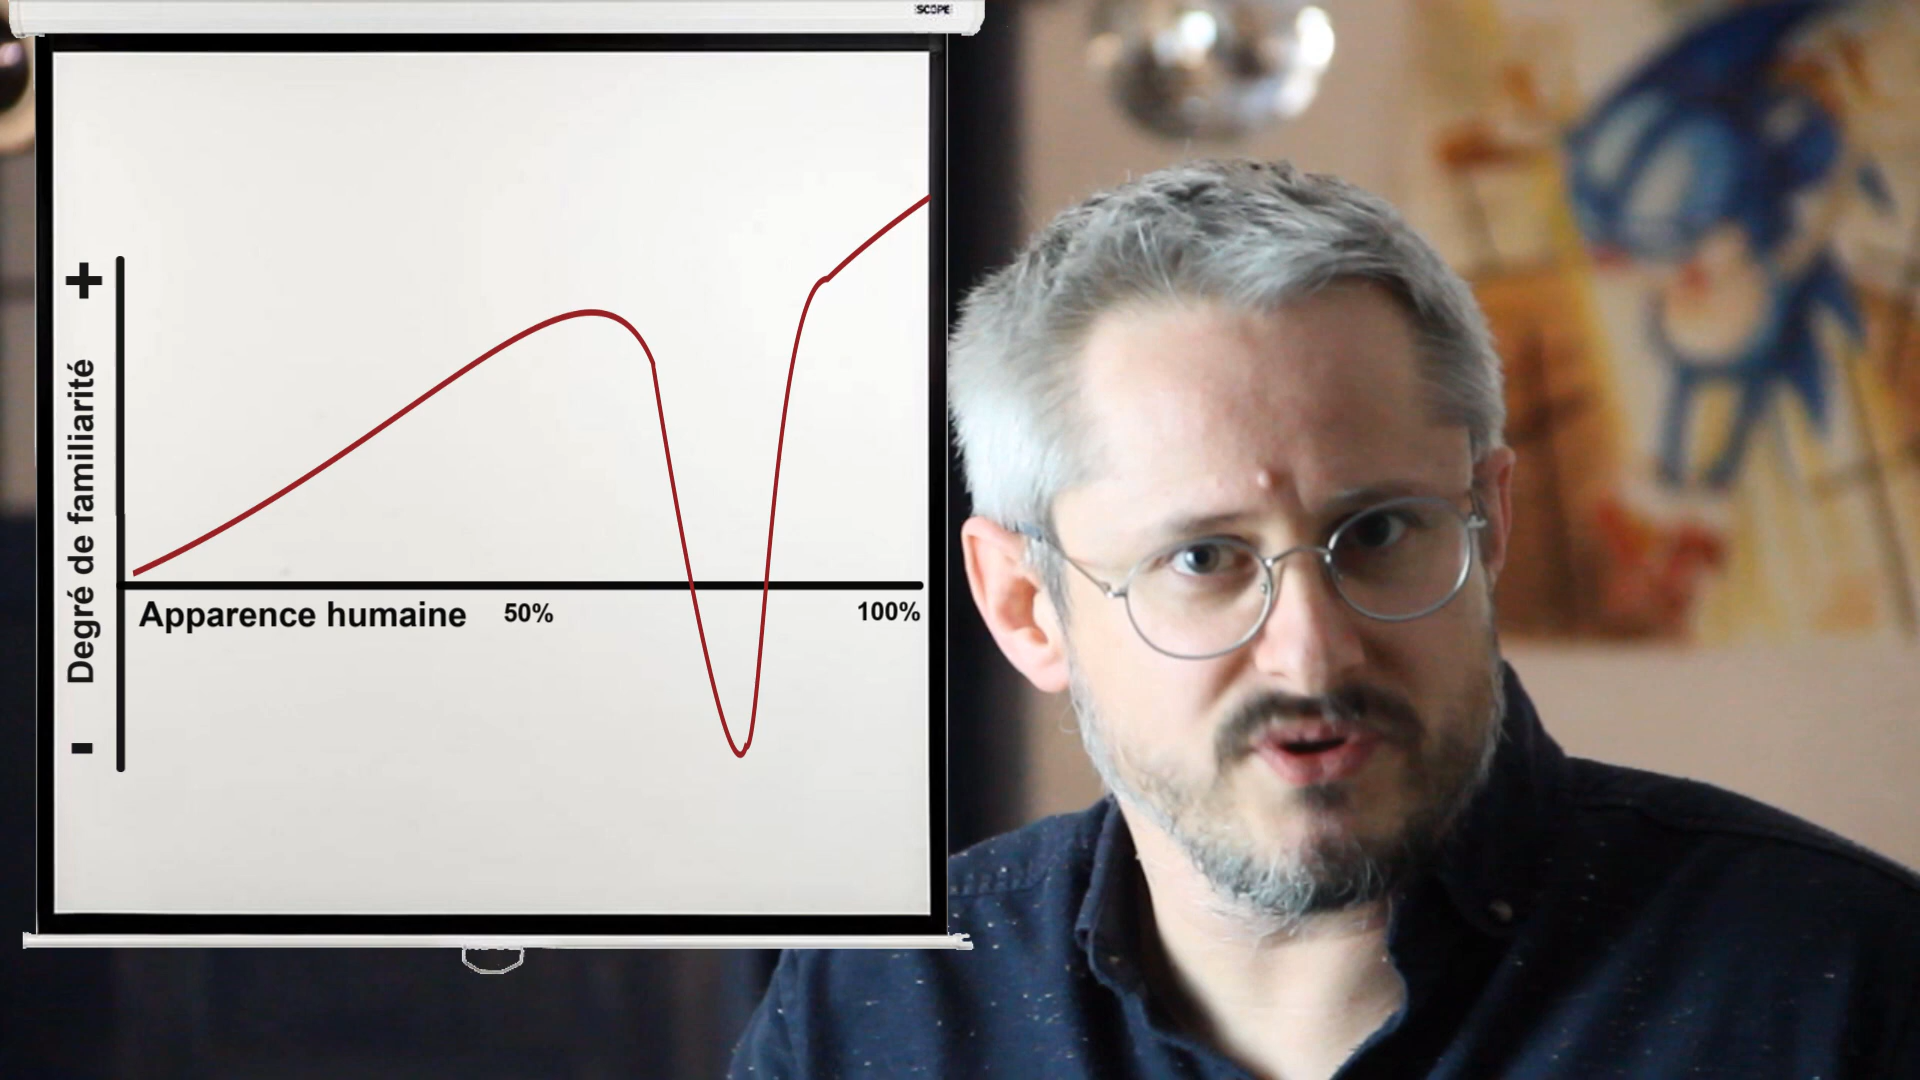 SCOPE
+
Degré de familiarité
-
Apparence humaine
50%
100%